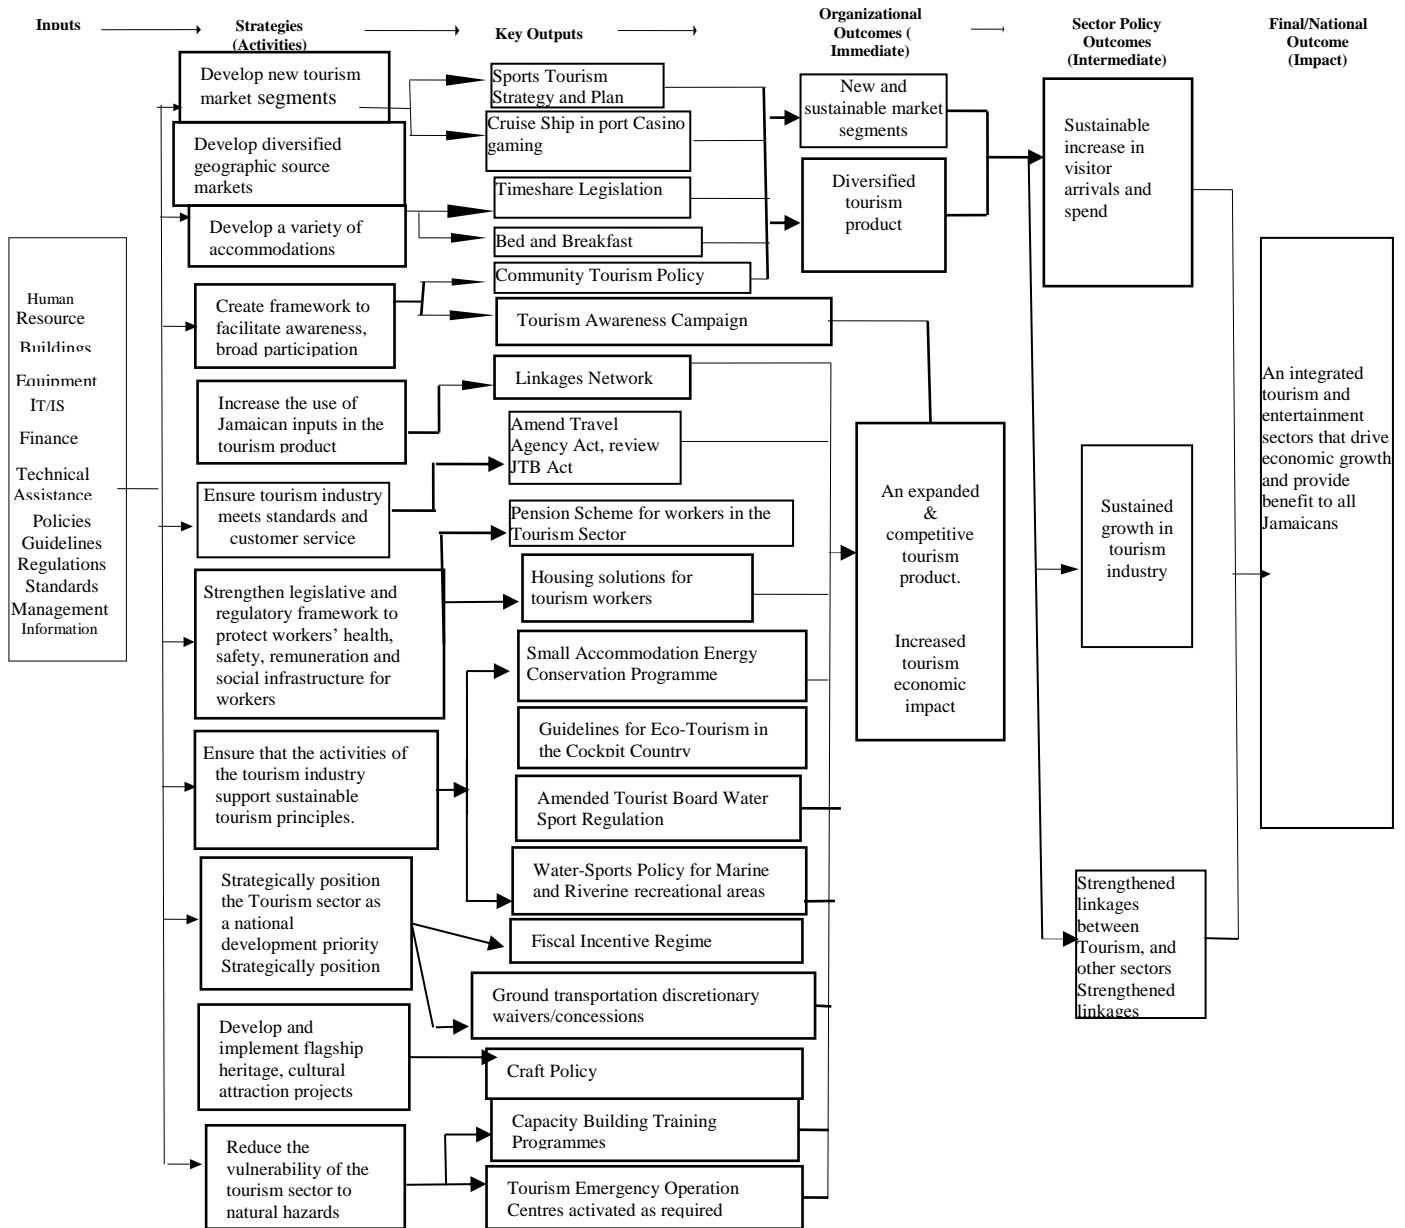 Inputs
Strategies
(Activities)
Key Outputs
Organizational
Outcomes (
Immediate)
Sector Policy
Outcomes
(Intermediate)
Final/National
Outcome
(Impact)
Human
Resource
Buildings
Equipment
IT/IS
Finance
Technical
Assistance
Policies
Guidelines
Regulations
Standards
Management
Information
Develop new tourism
market segments
Develop diversified
geographic source
markets
Develop a variety of
accommodations
Create framework to
facilitate awareness,
broad participation
Increase the use of
Jamaican inputs in the
tourism product
Ensure tourism industry
meets standards and
customer service
Strengthen legislative and
regulatory framework to
protect workers’ health,
safety, remuneration and
social infrastructure for
workers
Ensure that the activities of
the tourism industry
support sustainable
tourism principles.
Strategically position
the Tourism sector as
a national
development priority
Strategically position
Develop and
implement flagship
heritage, cultural
attraction projects
Reduce the
vulnerability of the
tourism sector to
natural hazards
Sports Tourism
Strategy and Plan
Cruise Ship in port Casino
gaming
Timeshare Legislation
Bed and Breakfast
Community Tourism Policy
Tourism Awareness Campaign
Linkages Network
Amend Travel
Agency Act, review
JTB Act
Pension Scheme for workers in the
Tourism Sector
Housing solutions for
tourism workers
Small Accommodation Energy
Conservation Programme
Guidelines for Eco-Tourism in
the Cockpit Country
Amended Tourist Board Water
Sport Regulation
Water-Sports Policy for Marine
and Riverine recreational areas
Fiscal Incentive Regime
Ground transportation discretionary
waivers/concessions
Craft Policy
Capacity Building Training
Programmes
Tourism Emergency Operation
Centres activated as required
New and
sustainable market
segments
Diversified
tourism
product
An expanded
&
competitive
tourism
product.
Increased
tourism
economic
impact
Sustainable
increase in
visitor
arrivals and
spend
Sustained
growth in
tourism
industry
Strengthened
linkages
between
Tourism, and
other sectors
Strengthened
linkages
An integrated
tourism and
entertainment
sectors that drive
economic growth
and provide
benefit to all
Jamaicans